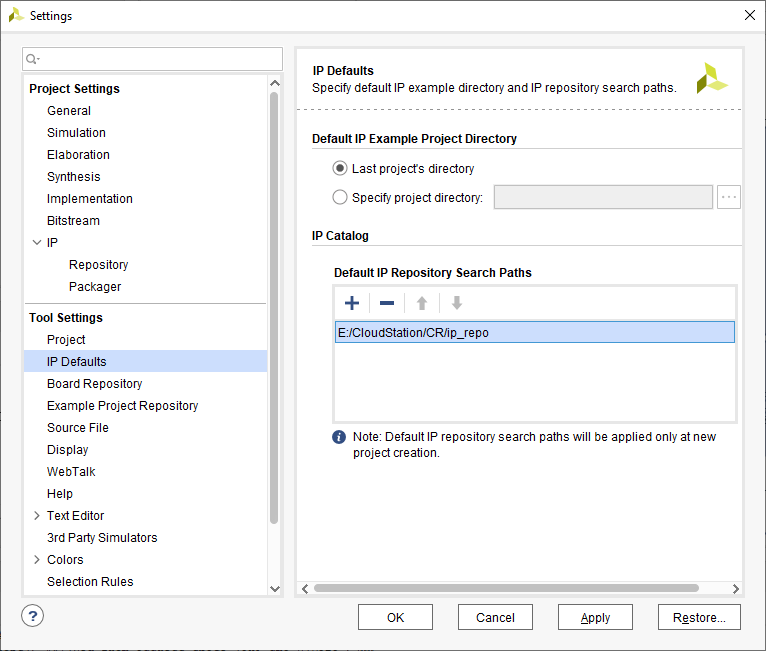 Settings
Project Settings
General
Simulation
Elaboration
Synthesis
Implementation
Bitstream
IP
Repository
Packager
Tool Settings
Project
IP Defaults
Board Repository
Example Project Repository
Source File
Display
WebTalk
Help
Text Editor
3rd Party Simulators
Colors
Selection Rules
IP Defaults
Specify default IP example directory and IP repository search paths.
Default IP Example Project Directory
Last project's directory
Specify project directory:
...
IP Catalog
Default IP Repository Search Paths
E:/CloudStation/CR/ip_repo
Note: Default IP repository search paths will be applied only at new
project creation.
?
OK
Cancel
Apply
Restore...